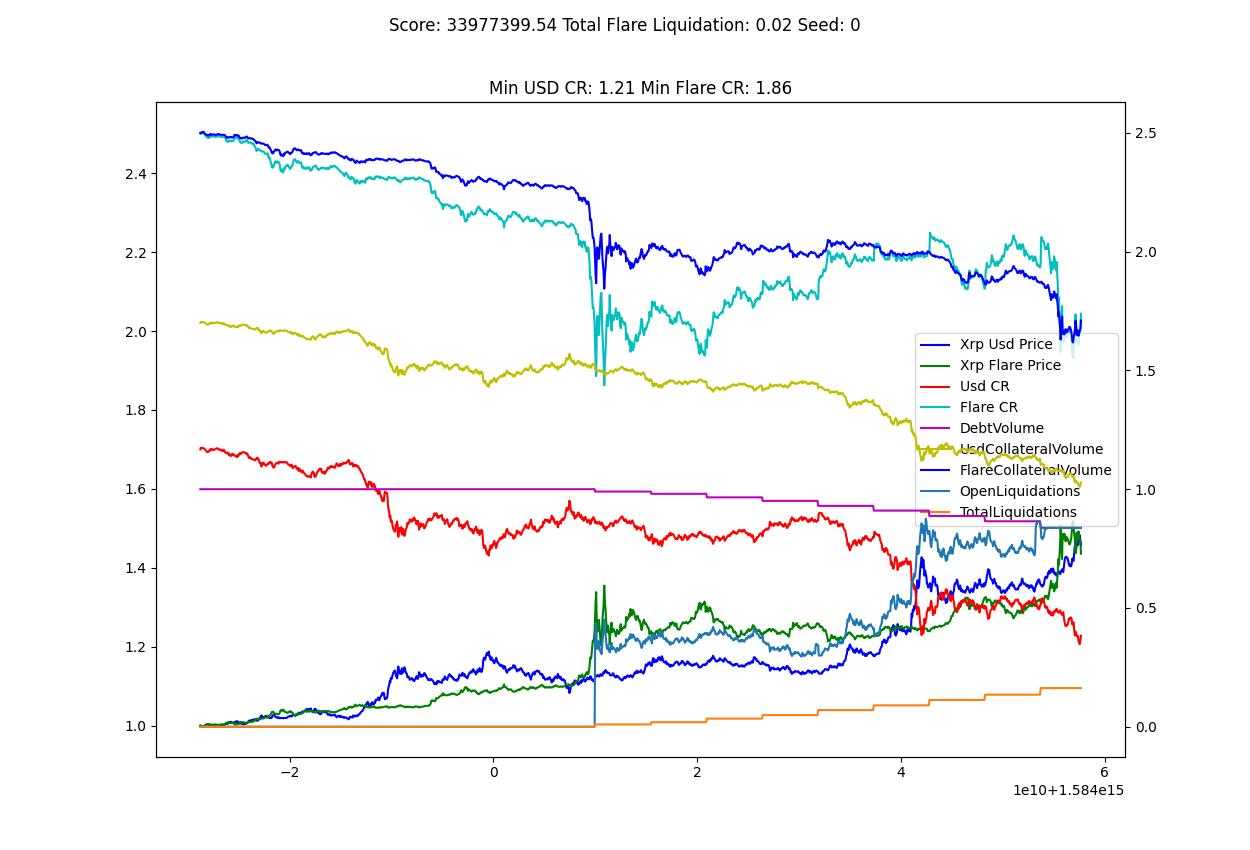 Score: 33977399.54 Total Flare Liquidation: 0.02 Seed: 0
Min USD CR: 1.21 Min Flare CR: 1.86
2.4
2.2
2.0
1.8
1.6
1.4
1.2
1.0
2.5
2.0
1.5
1.0
0.5
0.0
Xrp Usd Price
Xrp Flare Price
Usd CR
Flare CR
DebtVolume
UsdCollateralVolume
FlareCollateralVolume
OpenLiquidations
TotalLiquidations
−2
0
2
4
6
1e10+1.584e15